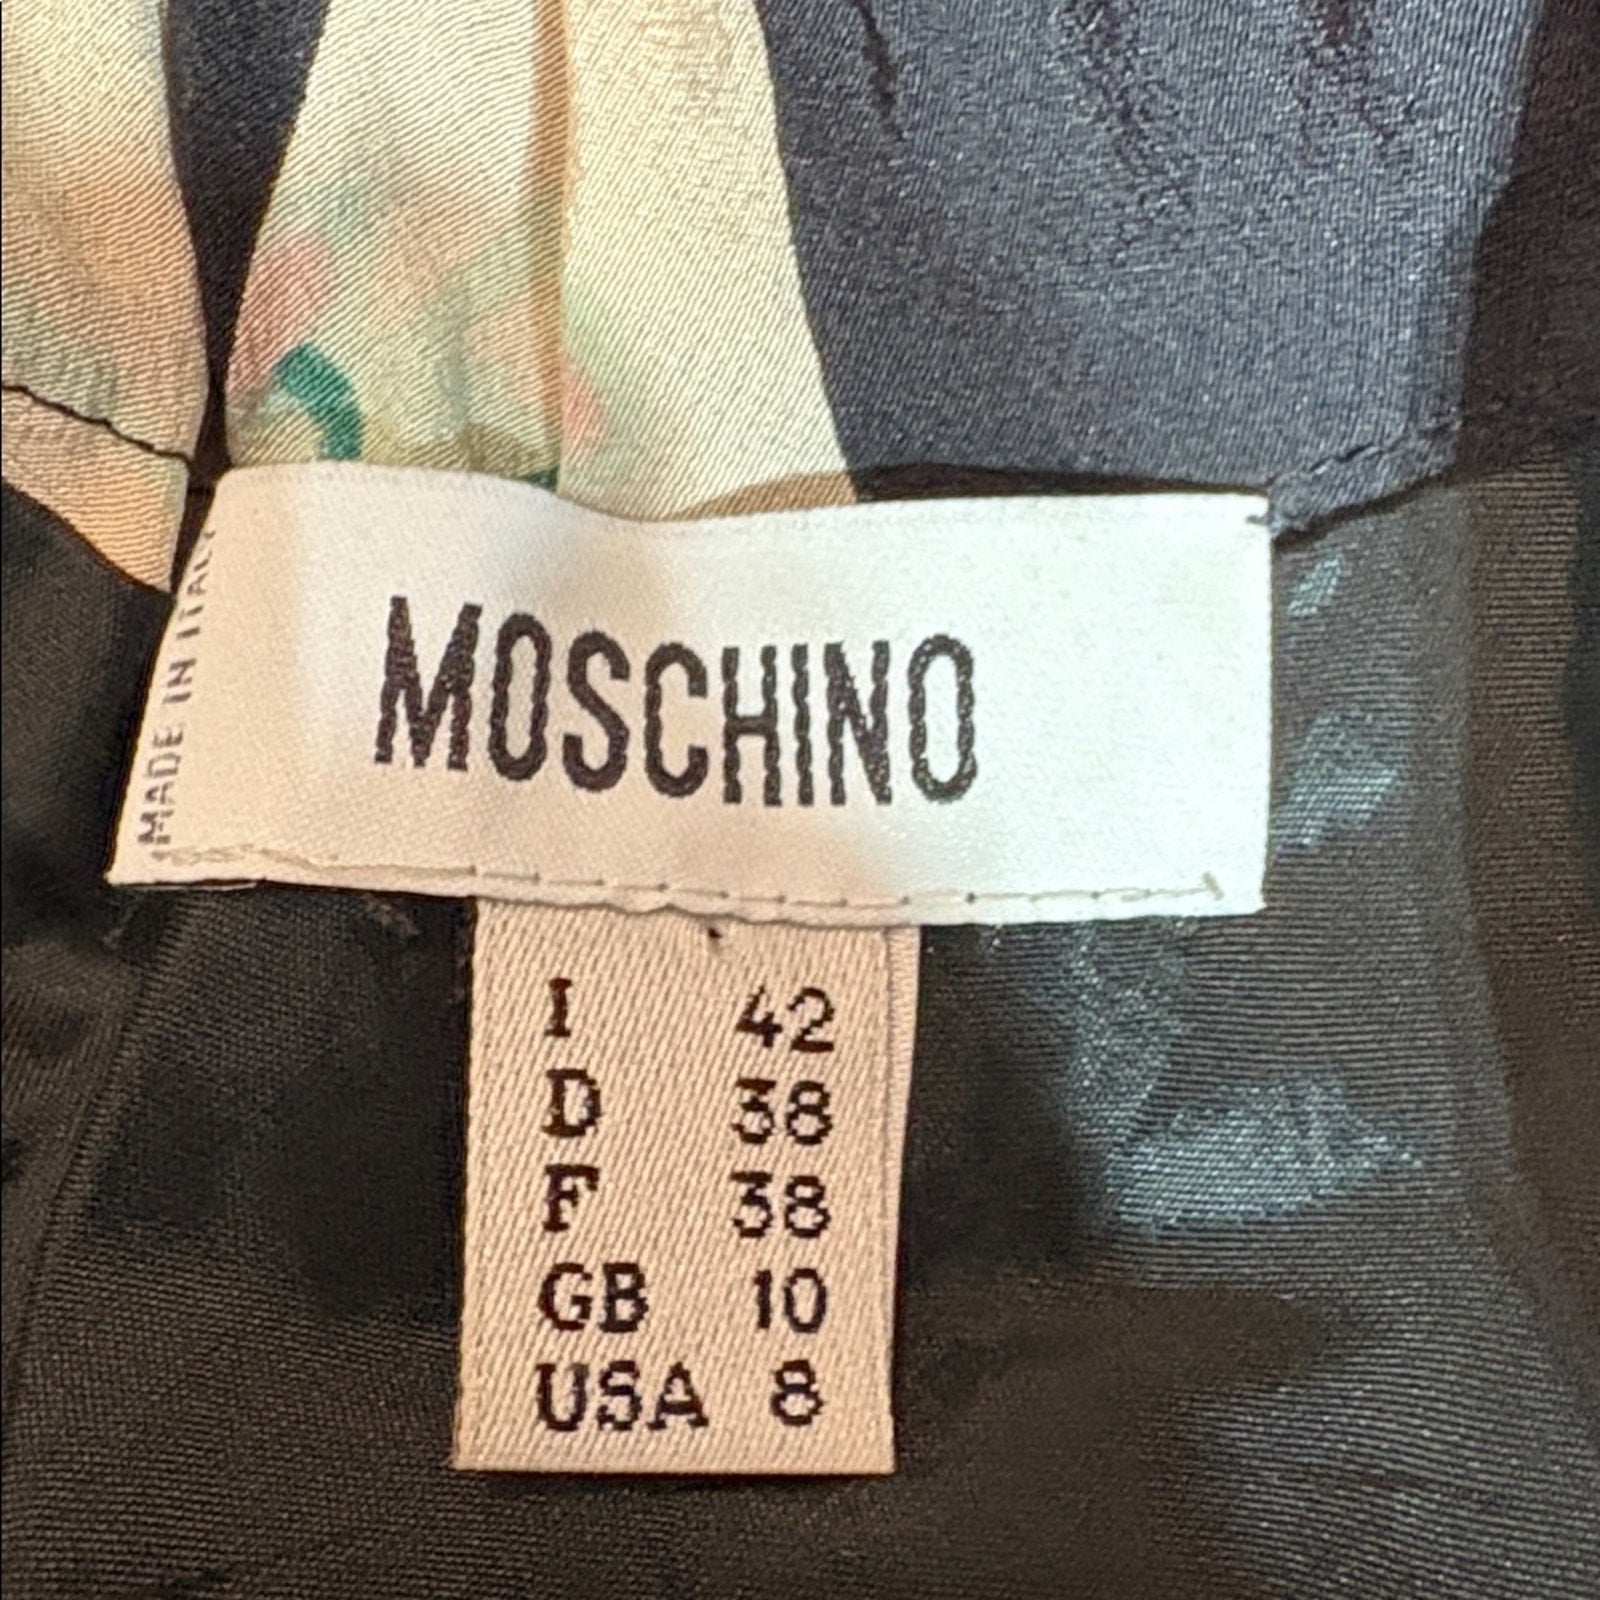 MADE IN ITALY
MOSCHINO
I 42
D 38
F 38
GB 10
USA 8